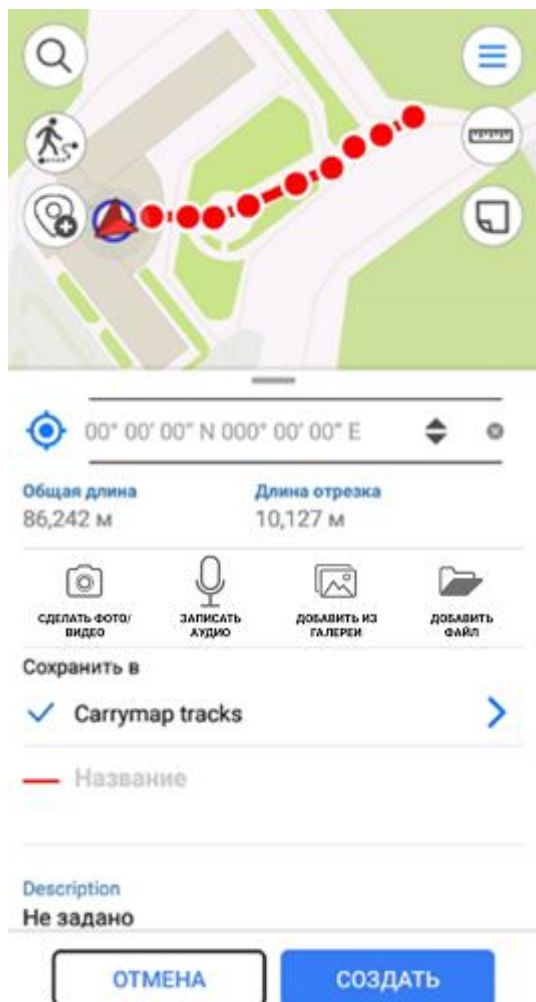 00° 00' 00" N 000° 00' 00" E
Общая длина Длина отрезка
86,242 м 10,127 м
СДЕЛАТЬ ФОТО/ ЗАПИСАТЬ ДОБАВИТЬ ИЗ ДОБАВИТЬ
ВИДЕО АУДИО ГАЛЕРЕИ ФАЙЛ
Сохранить в
Carrymap tracks
Название
Description
Не задано
ОТМЕНА СОЗДАТЬ